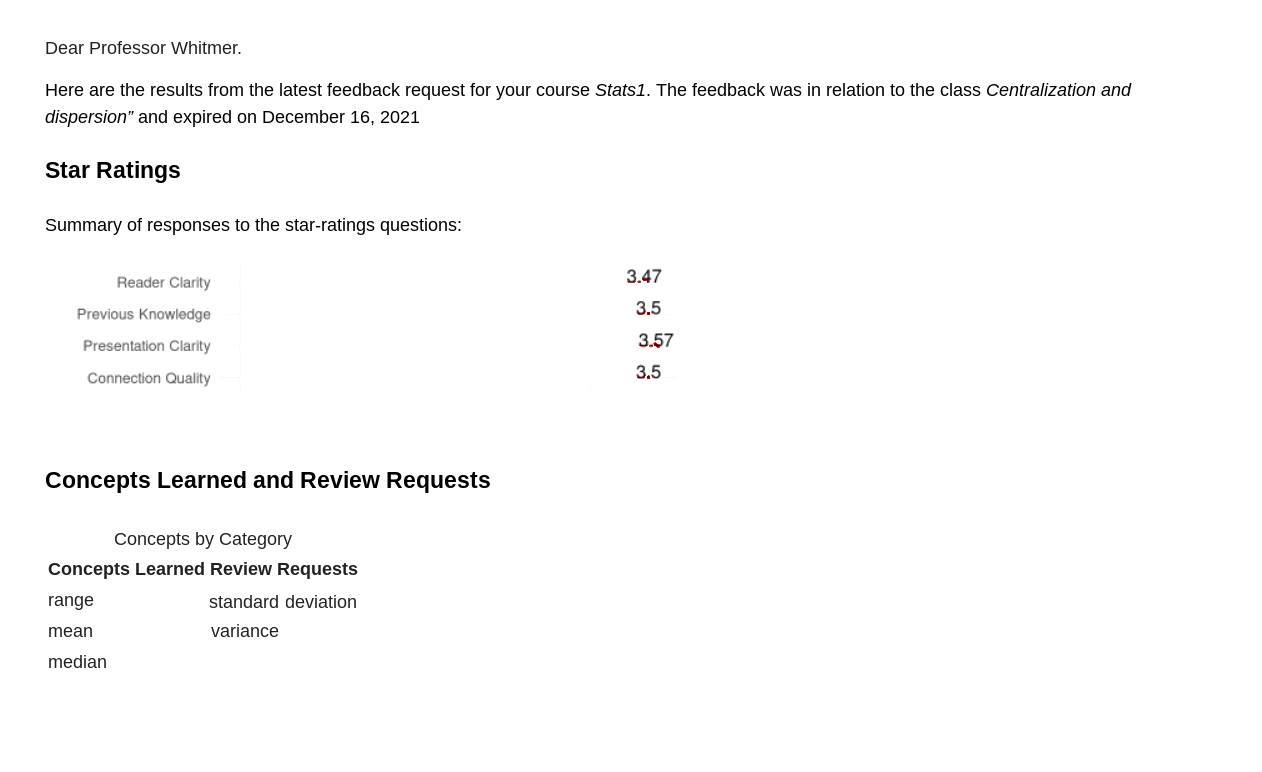 Dear Professor Whitmer.
Here are the results from the latest feedback request for your course Stats1. The feedback was in relation to the class Centralization and
dispersion” and expired on December 16, 2021
Star Ratings
Summary of responses to the star-ratings questions:
Reader Clarity 3.47
Previous Knowledge 3.5
Presentation Clarity 3.57
Connection Quality 3.5
Concepts Learned and Review Requests
Concepts by Category
Concepts Learned Review Requests
range standard deviation
mean variance
median